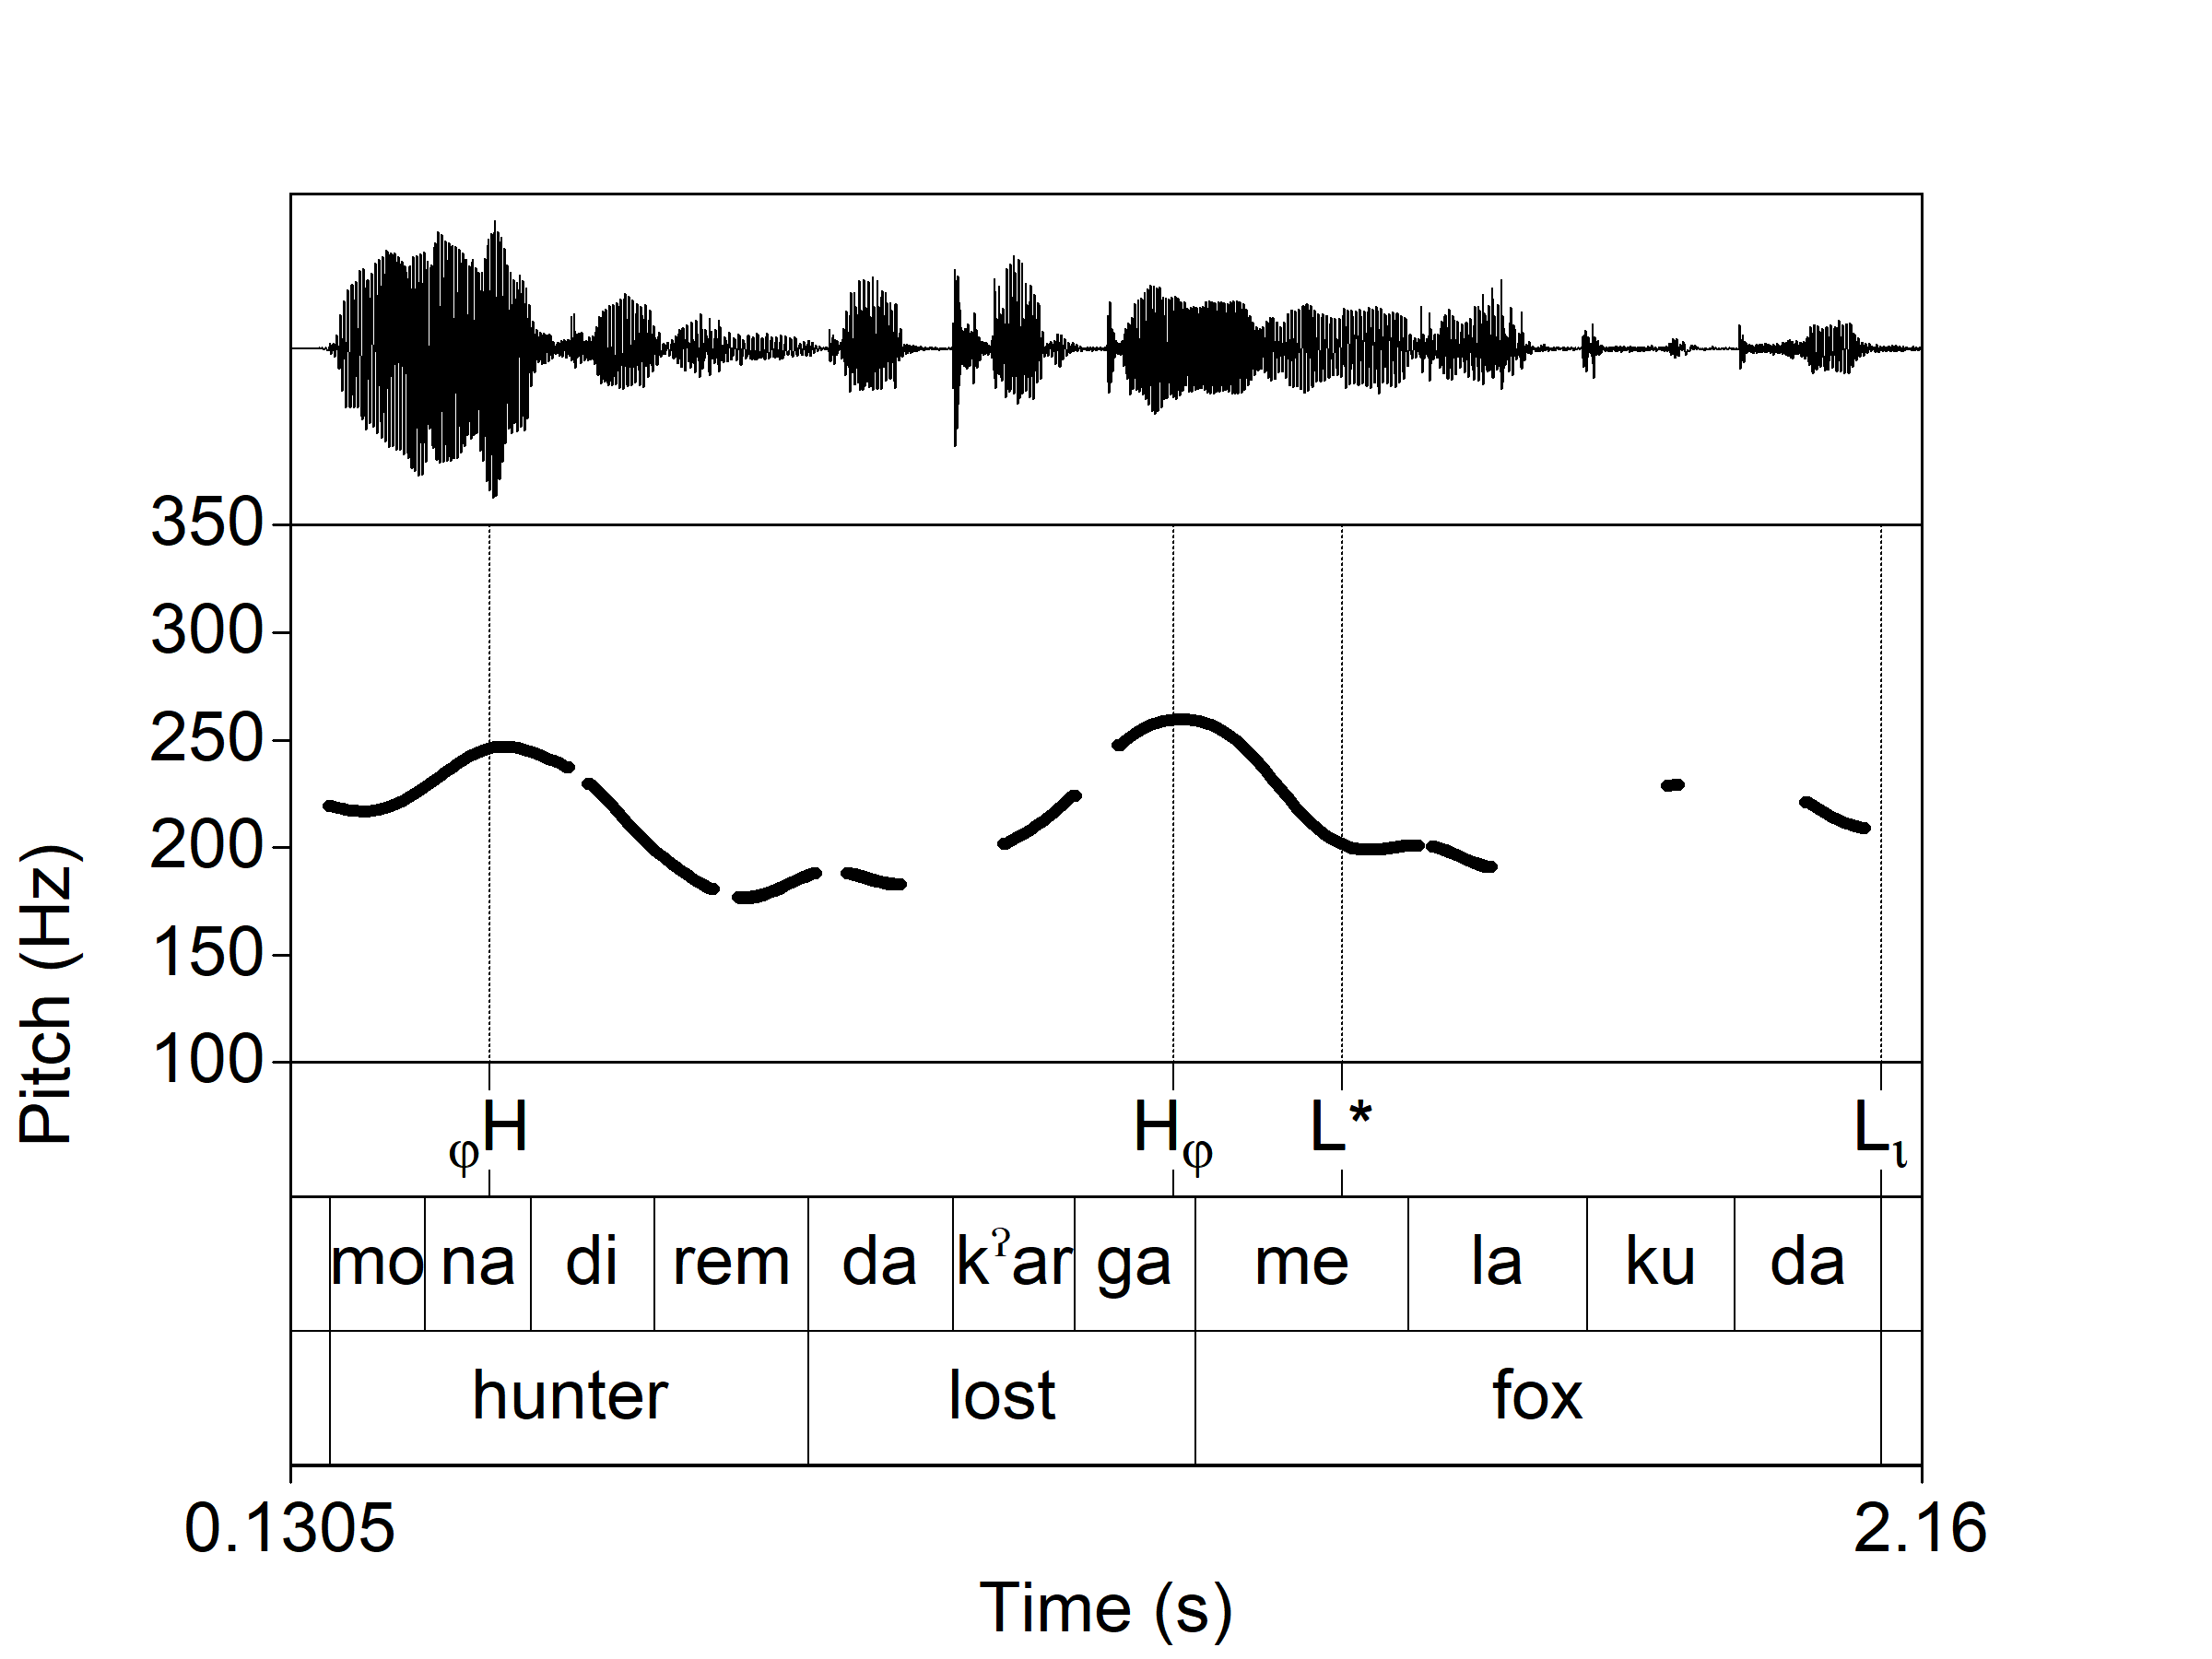 350
300
250
200
150
100
Pitch (Hz)
φH Hφ L* Lι
mo na di rem da kˀar ga me la ku da
hunter lost fox
0.1305 2.16
Time (s)